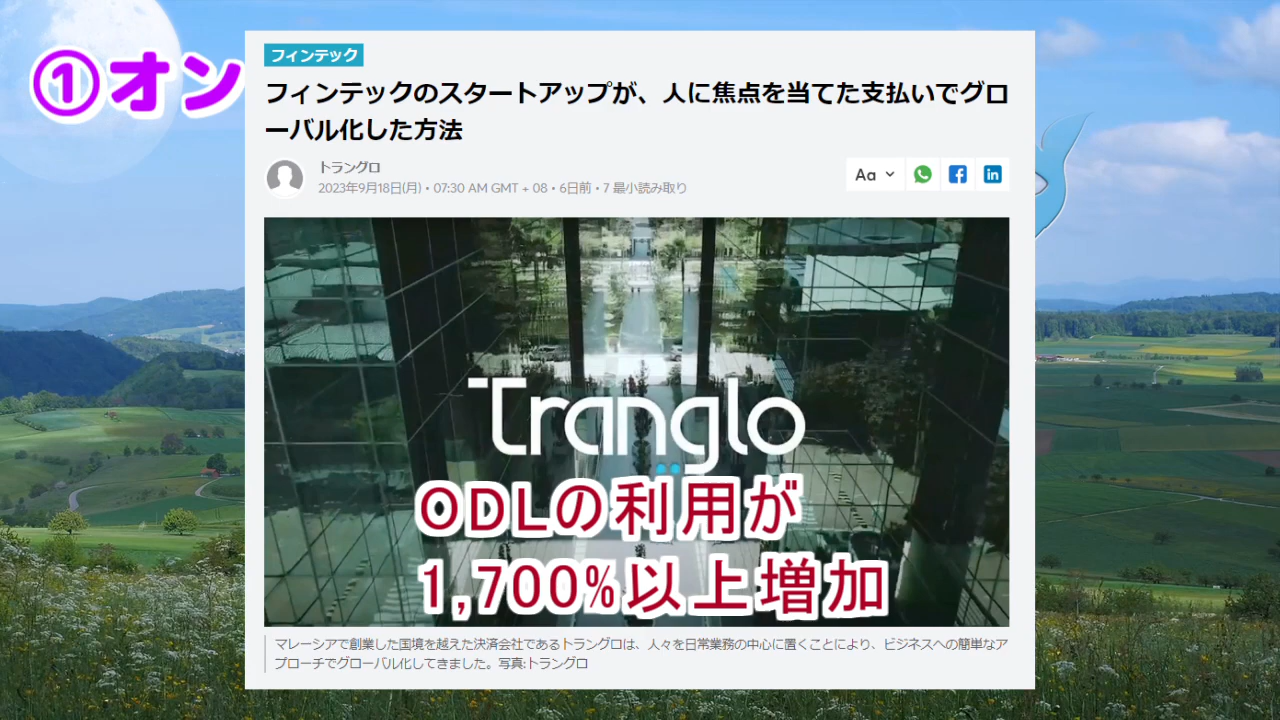 ①オン
フィンテック
フィンテックのスタートアップが、人に焦点を当てた支払いでグロ
ーバル化した方法
トラングロ
2023年9月18日(月)・07:30 AM GMT + 08・6日前・7 最小読み取り
Aa
in
Tranglo
ODLの利用が
1,700%以上増加
マレーシアで創業した国境を越えた決済会社であるトラングロは、人々を日常業務の中心に置くことにより、ビジネスへの簡単なア
プローチでグローバル化してきました。写真:トラングロ